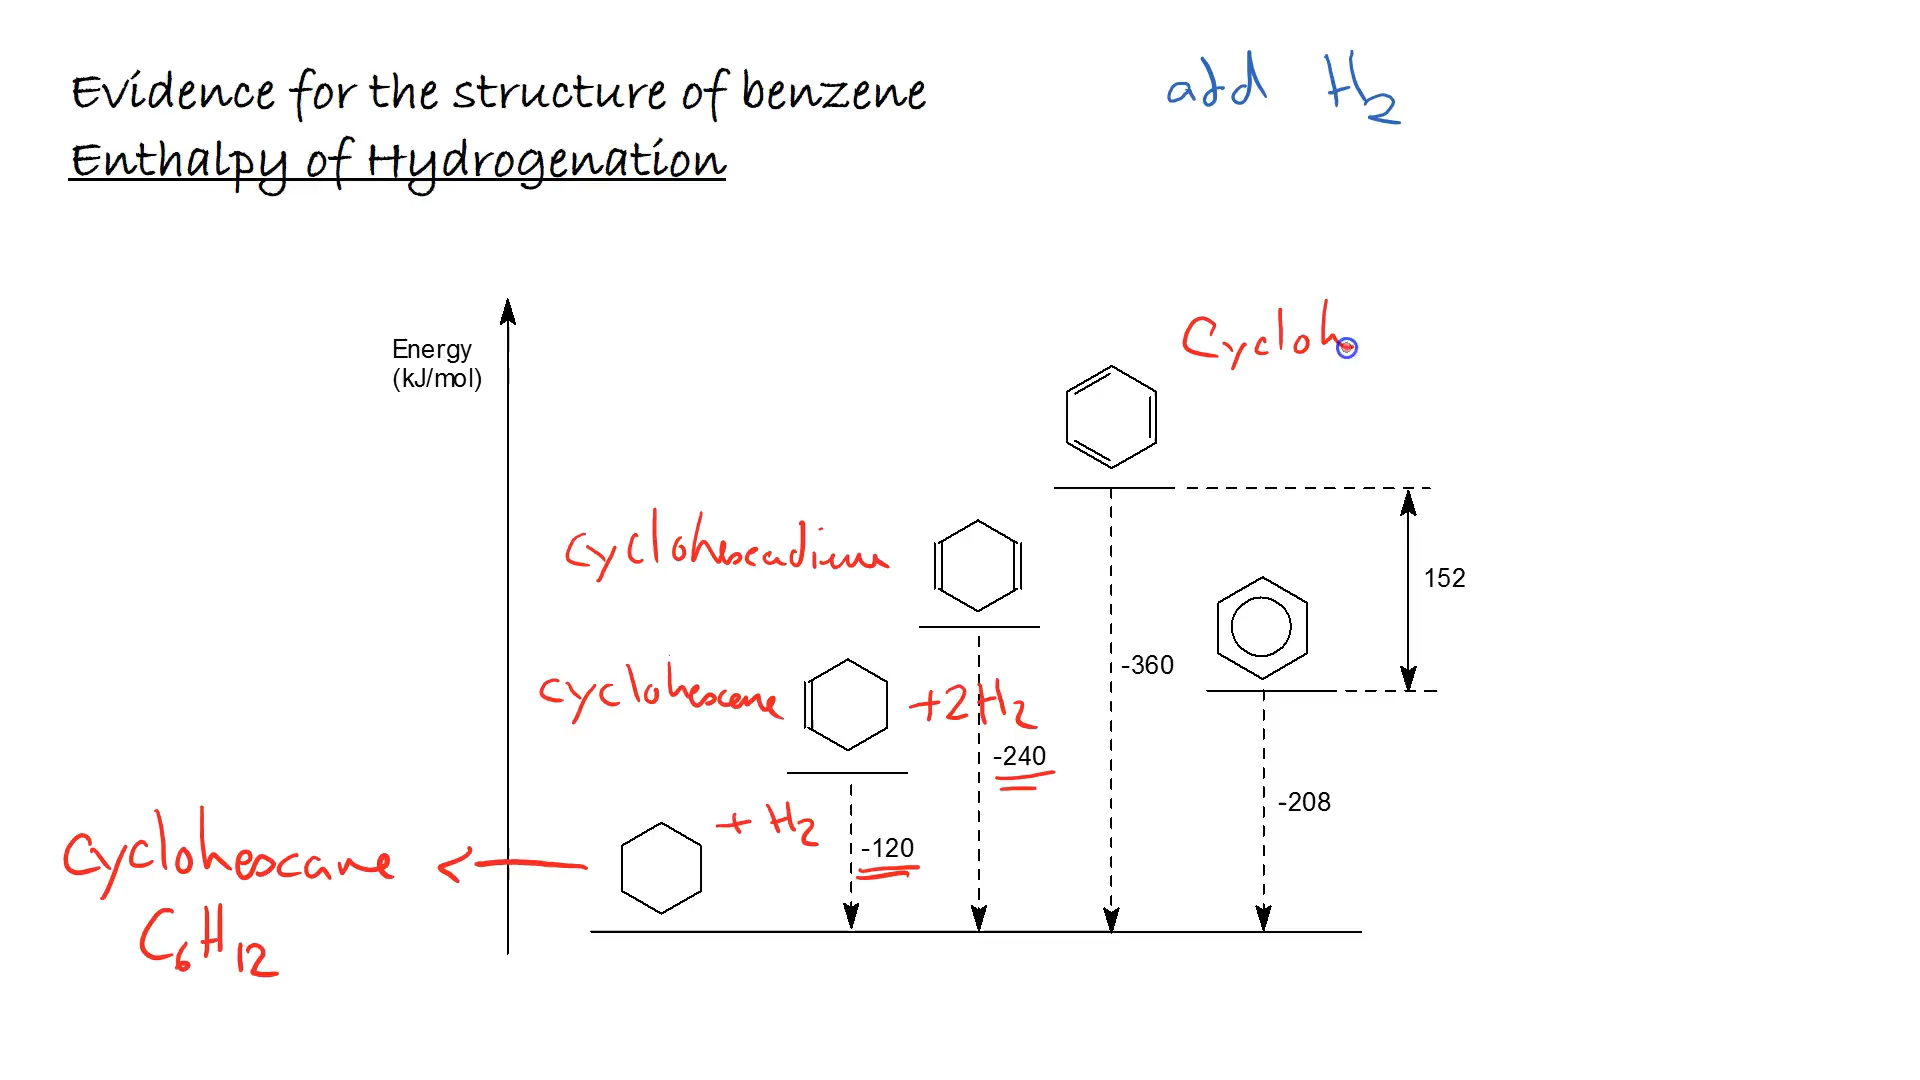 Evidence for the structure of benzene
add H2
Enthalpy of Hydrogenation
Energy
(kJ/mol)
Cycloh
cyclohexadiene
152
-360
cyclohexene
+2H2
-240
-208
+ H2
-120
cyclohexane
C6H12